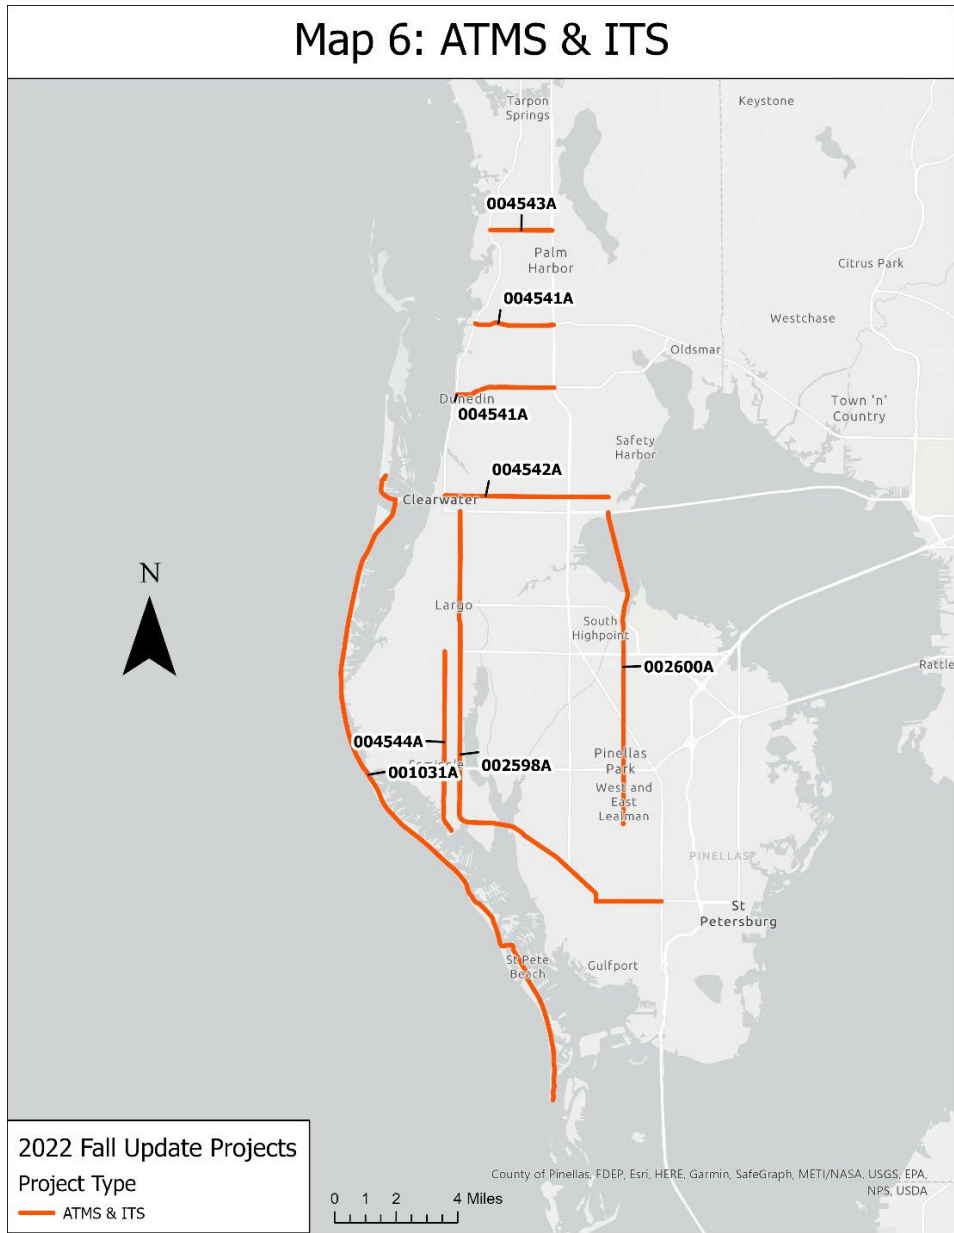 Map 6: ATMS & ITS
Tarpon
Springs
Keystone
004543A
Palm
Harbor
Citrus Park
004541A
Westchase
Oldsmar
Dunedin
004541A
Town 'n'
Country
Safety
Harbor
004542A
Clearwater
N
Largo
South
Highpoint
002600A
Rattle
004544A
001031A
002598A
Pinellas
Park
West and
East
Lealman
PINELLAS
St
Petersburg
St Pete
Beach
Gulfport
2022 Fall Update Projects
Project Type
ATMS & ITS
0 1 2 4 Miles
County of Pinellas, FDEP, Esri, HERE, Garmin, SafeGraph, METI/NASA, USGS, EPA,
NPS, USDA